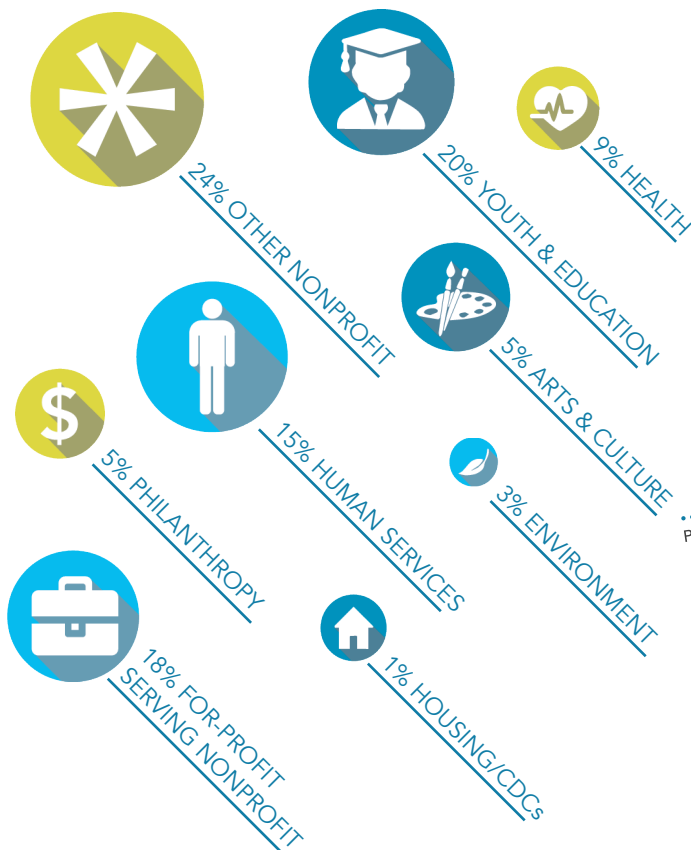 24% OTHER NONPROFIT
20% YOUTH & EDUCATION
9% HEALTH
5% ARTS & CULTURE
$
5% PHILANTHROPY
15% HUMAN SERVICES
3% ENVIRONMENT
18% FOR-PROFIT
SERVING NONPROFIT
1% HOUSING/CDCs